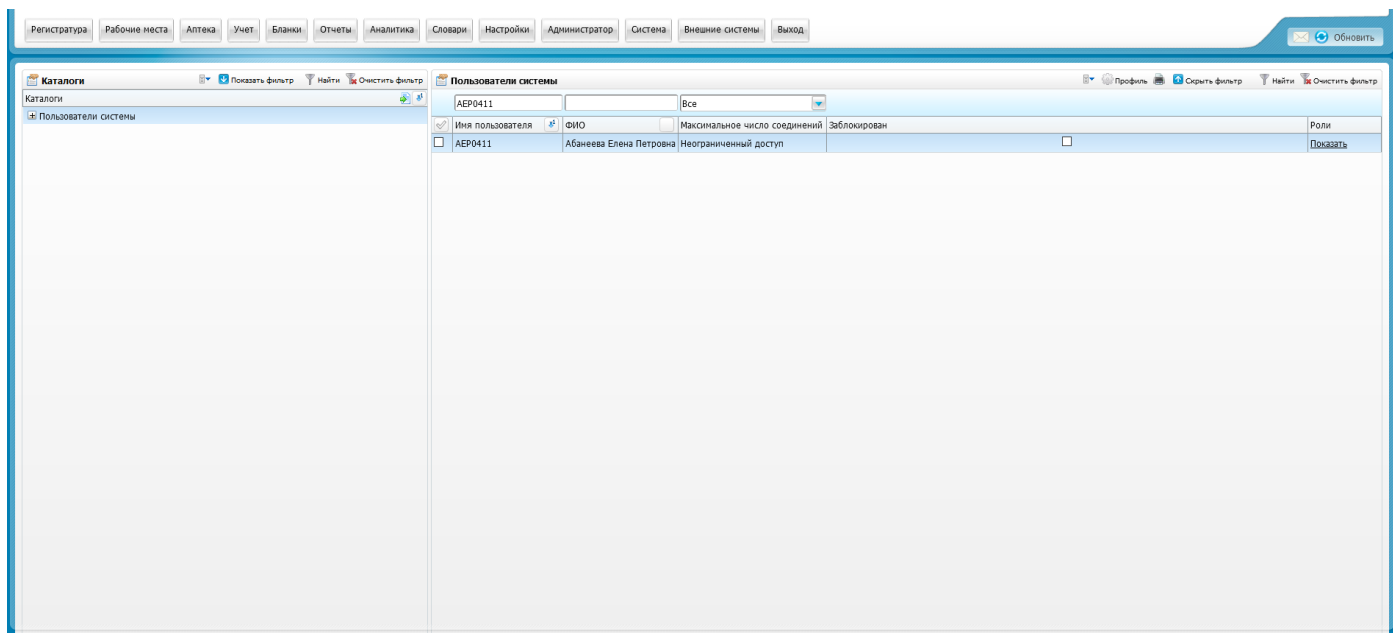 Регистратура Рабочие места Аптека Учет Бланки Отчеты Аналитика Словари Настройки Администратор Система Внешние системы Выход
Обновить
Каталоги Показать фильтр Найти Очистить фильтр
Каталоги
Пользователи системы
Пользователи системы Профиль Скрыть фильтр Найти Очистить фильтр
AEP0411 Все
Имя пользователя ФИО Максимальное число соединений Заблокирован Роли
AEP0411 Абанеева Елена Петровна Неограниченный доступ Показать